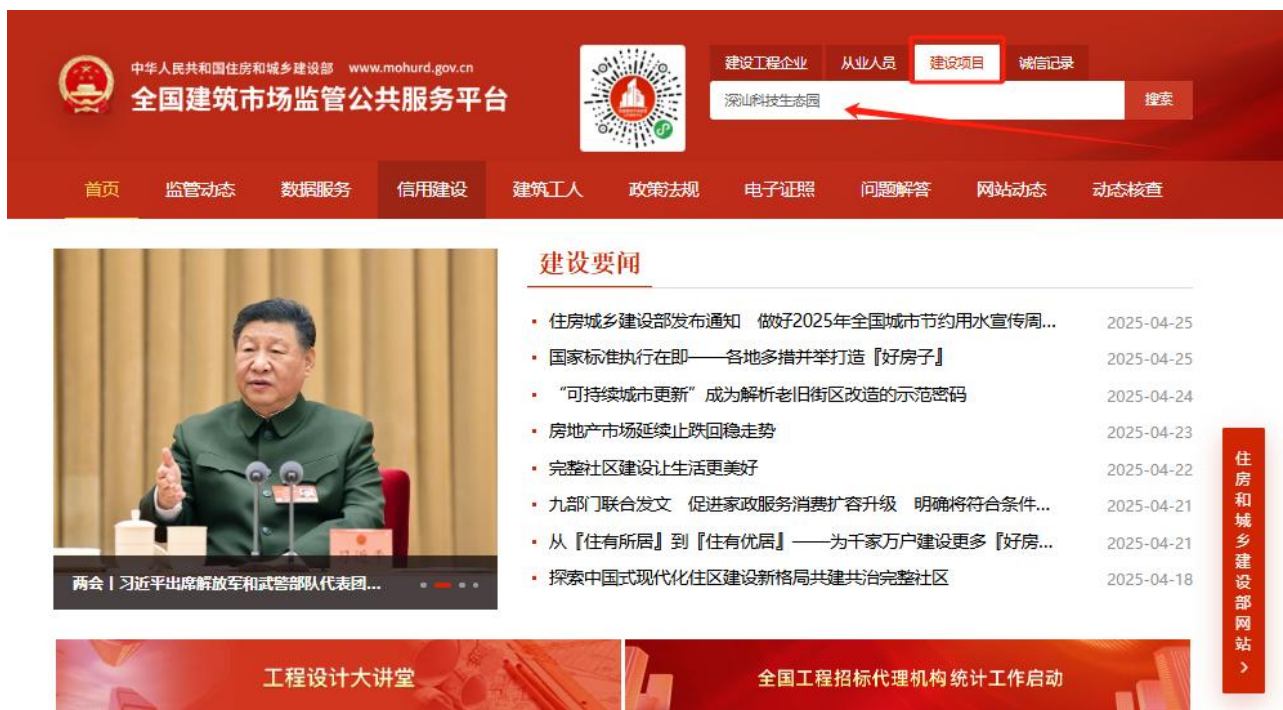 中华人民共和国住房和城乡建设部 www.mohurd.gov.cn
全国建筑市场监管公共服务平台
建设工程企业 从业人员 建设项目 诚信记录
深汕科技生态园 搜索
首页 监管动态 数据服务 信用建设 建筑工人 政策法规 电子证照 问题解答 网站动态 动态核查
建设要闻
住房城乡建设部发布通知 做好2025年全国城市节约用水宣传周... 2025-04-25
国家标准执行在即——各地多措并举打造『好房子』 2025-04-25
“可持续城市更新”成为解析老旧街区改造的示范密码 2025-04-24
房地产市场延续止跌回稳走势 2025-04-23
完整社区建设让生活更美好 2025-04-22
九部门联合发文 促进家政服务消费扩容升级 明确将符合条件... 2025-04-21
从『住有所居』到『住有优居』——为千家万户建设更多『好房... 2025-04-21
探索中国式现代化住区建设新格局共建共治完整社区 2025-04-18
两会丨习近平出席解放军和武警部队代表团...
住房和城乡建设部网站 >
工程设计大讲堂
全国工程招标代理机构统计工作启动